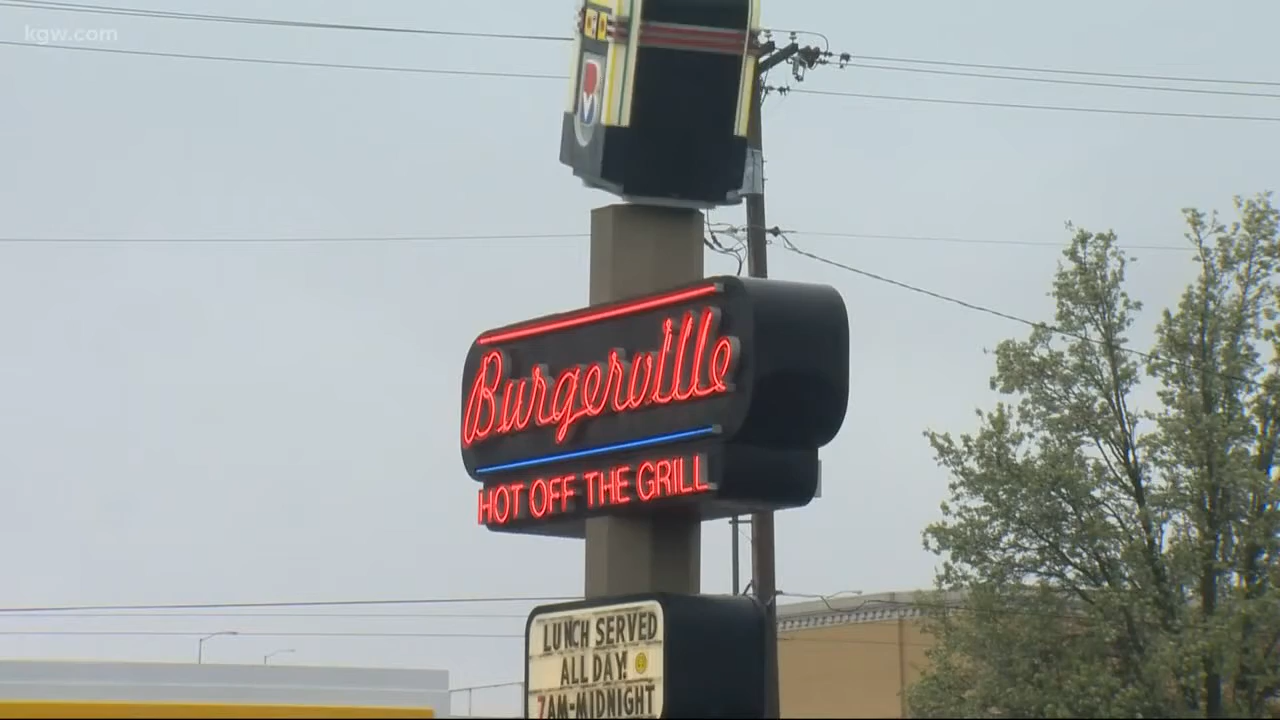 kgw.com
Burgerville
HOT OFF THE GRILL
LUNCH SERVED
ALL DAY!
7AM-MIDNIGHT